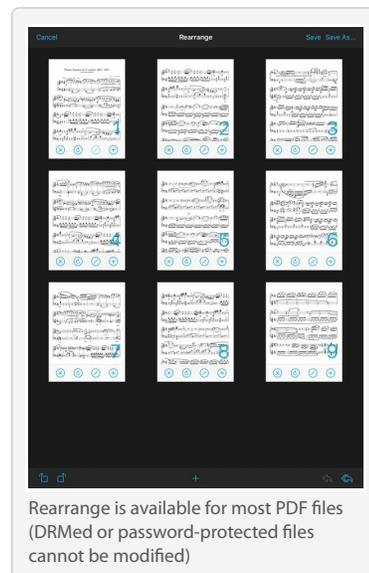 Cancel Rearrange Save Save As...
1 2 3
4 5 6
7 8 9
Rearrange is available for most PDF files
(DRMed or password-protected files
cannot be modified)